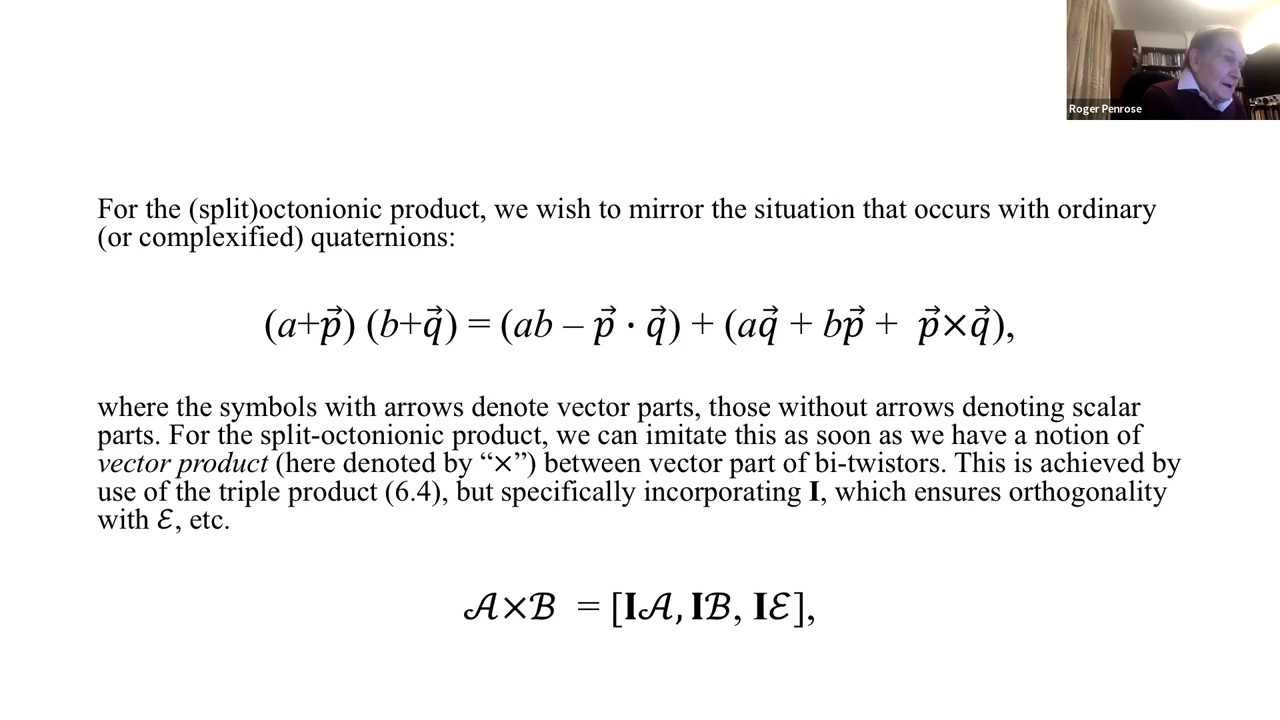 Roger Penrose
For the (split)octonionic product, we wish to mirror the situation that occurs with ordinary
(or complexified) quaternions:
(a+p⃗) (b+q⃗) = (ab – p⃗ · q⃗) + (aq⃗ + bp⃗ + p⃗×q⃗),
where the symbols with arrows denote vector parts, those without arrows denoting scalar
parts. For the split-octonionic product, we can imitate this as soon as we have a notion of
vector product (here denoted by “×”) between vector part of bi-twistors. This is achieved by
use of the triple product (6.4), but specifically incorporating I, which ensures orthogonality
with ℰ, etc.
𝒜×ℬ = [I𝒜, Iℬ, Iℰ],